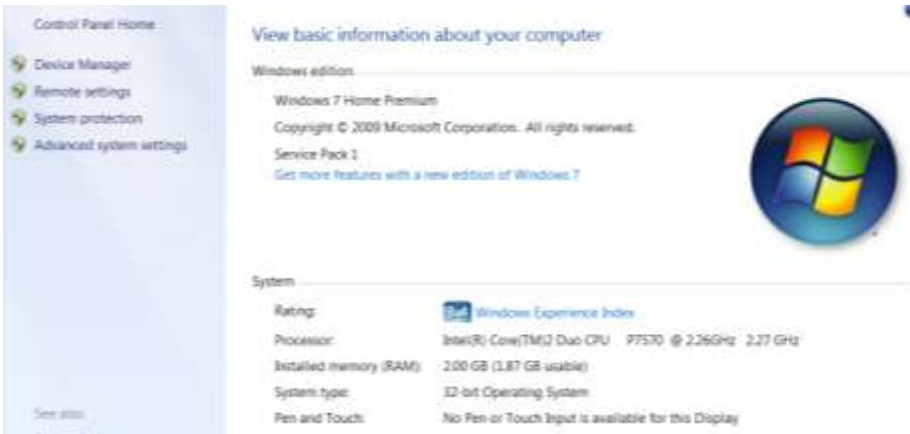 Control Panel Home
Device Manager
Remote settings
System protection
Advanced system settings
See also
View basic information about your computer
Windows edition
Windows 7 Home Premium
Copyright © 2009 Microsoft Corporation. All rights reserved.
Service Pack 1
Get more features with a new edition of Windows 7
System
Rating:
Windows Experience Index
Processor: Intel(R) Core(TM)2 Duo CPU P7570 @ 2.26GHz 2.27 GHz
Installed memory (RAM): 2.00 GB (1.87 GB usable)
System type: 32-bit Operating System
Pen and Touch: No Pen or Touch Input is available for this Display